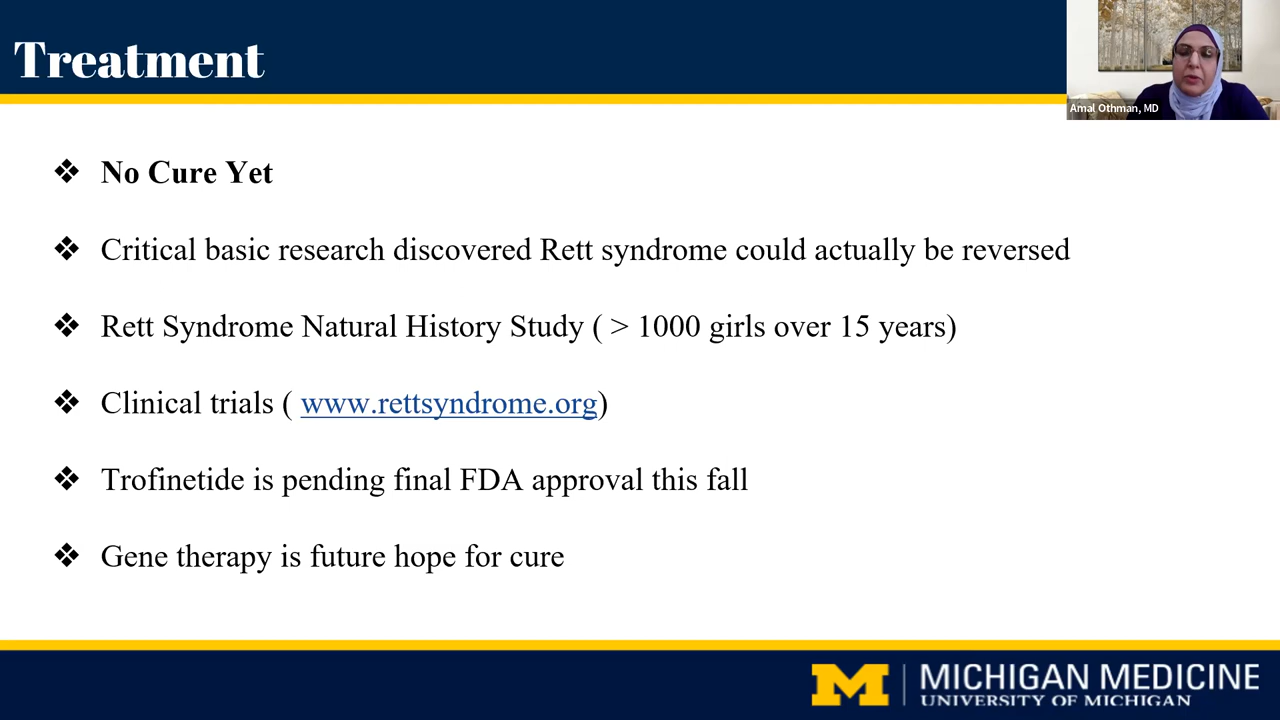 Treatment
Amal Othman, MD
❖ No Cure Yet
❖ Critical basic research discovered Rett syndrome could actually be reversed
❖ Rett Syndrome Natural History Study ( > 1000 girls over 15 years)
❖ Clinical trials ( www.rettsyndrome.org)
❖ Trofinetide is pending final FDA approval this fall
❖ Gene therapy is future hope for cure
M | MICHIGAN MEDICINE
UNIVERSITY OF MICHIGAN